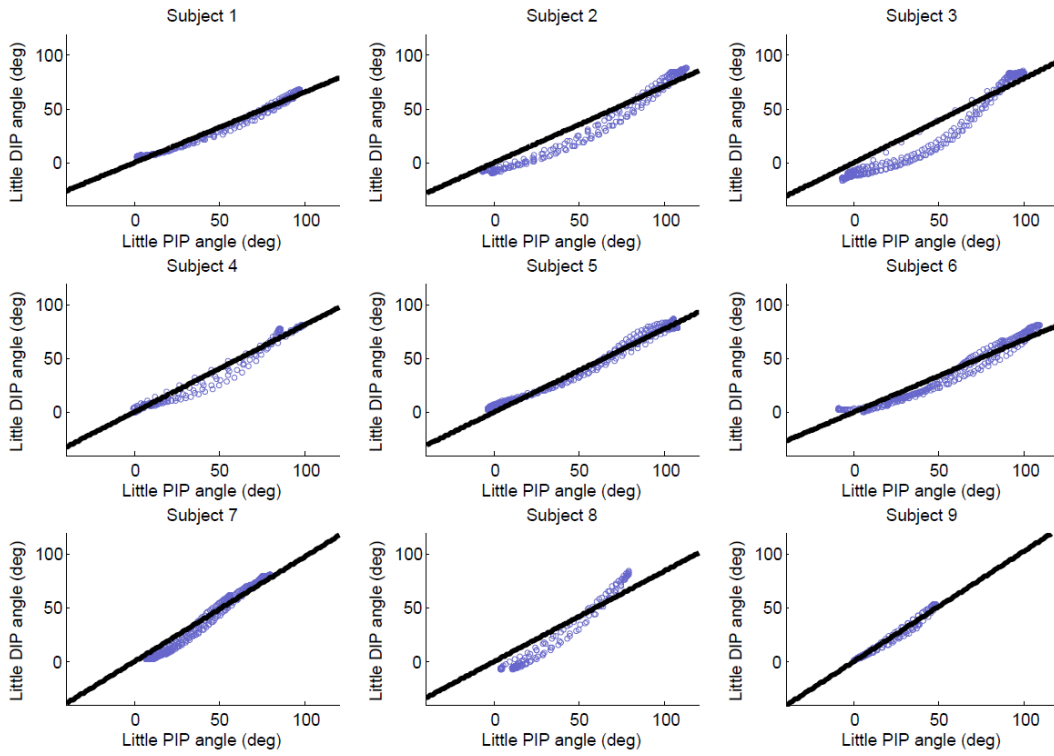 Subject 1
Subject 2
Subject 3
Little DIP angle (deg)
100
50
0
0
50
100
Little PIP angle (deg)
Little DIP angle (deg)
100
50
0
0
50
100
Little PIP angle (deg)
Little DIP angle (deg)
100
50
0
0
50
100
Little PIP angle (deg)
Subject 4
Subject 5
Subject 6
Little DIP angle (deg)
100
50
0
0
50
100
Little PIP angle (deg)
Little DIP angle (deg)
100
50
0
0
50
100
Little PIP angle (deg)
Little DIP angle (deg)
100
50
0
0
50
100
Little PIP angle (deg)
Subject 7
Subject 8
Subject 9
Little DIP angle (deg)
100
50
0
0
50
100
Little PIP angle (deg)
Little DIP angle (deg)
100
50
0
0
50
100
Little PIP angle (deg)
Little DIP angle (deg)
100
50
0
0
50
100
Little PIP angle (deg)